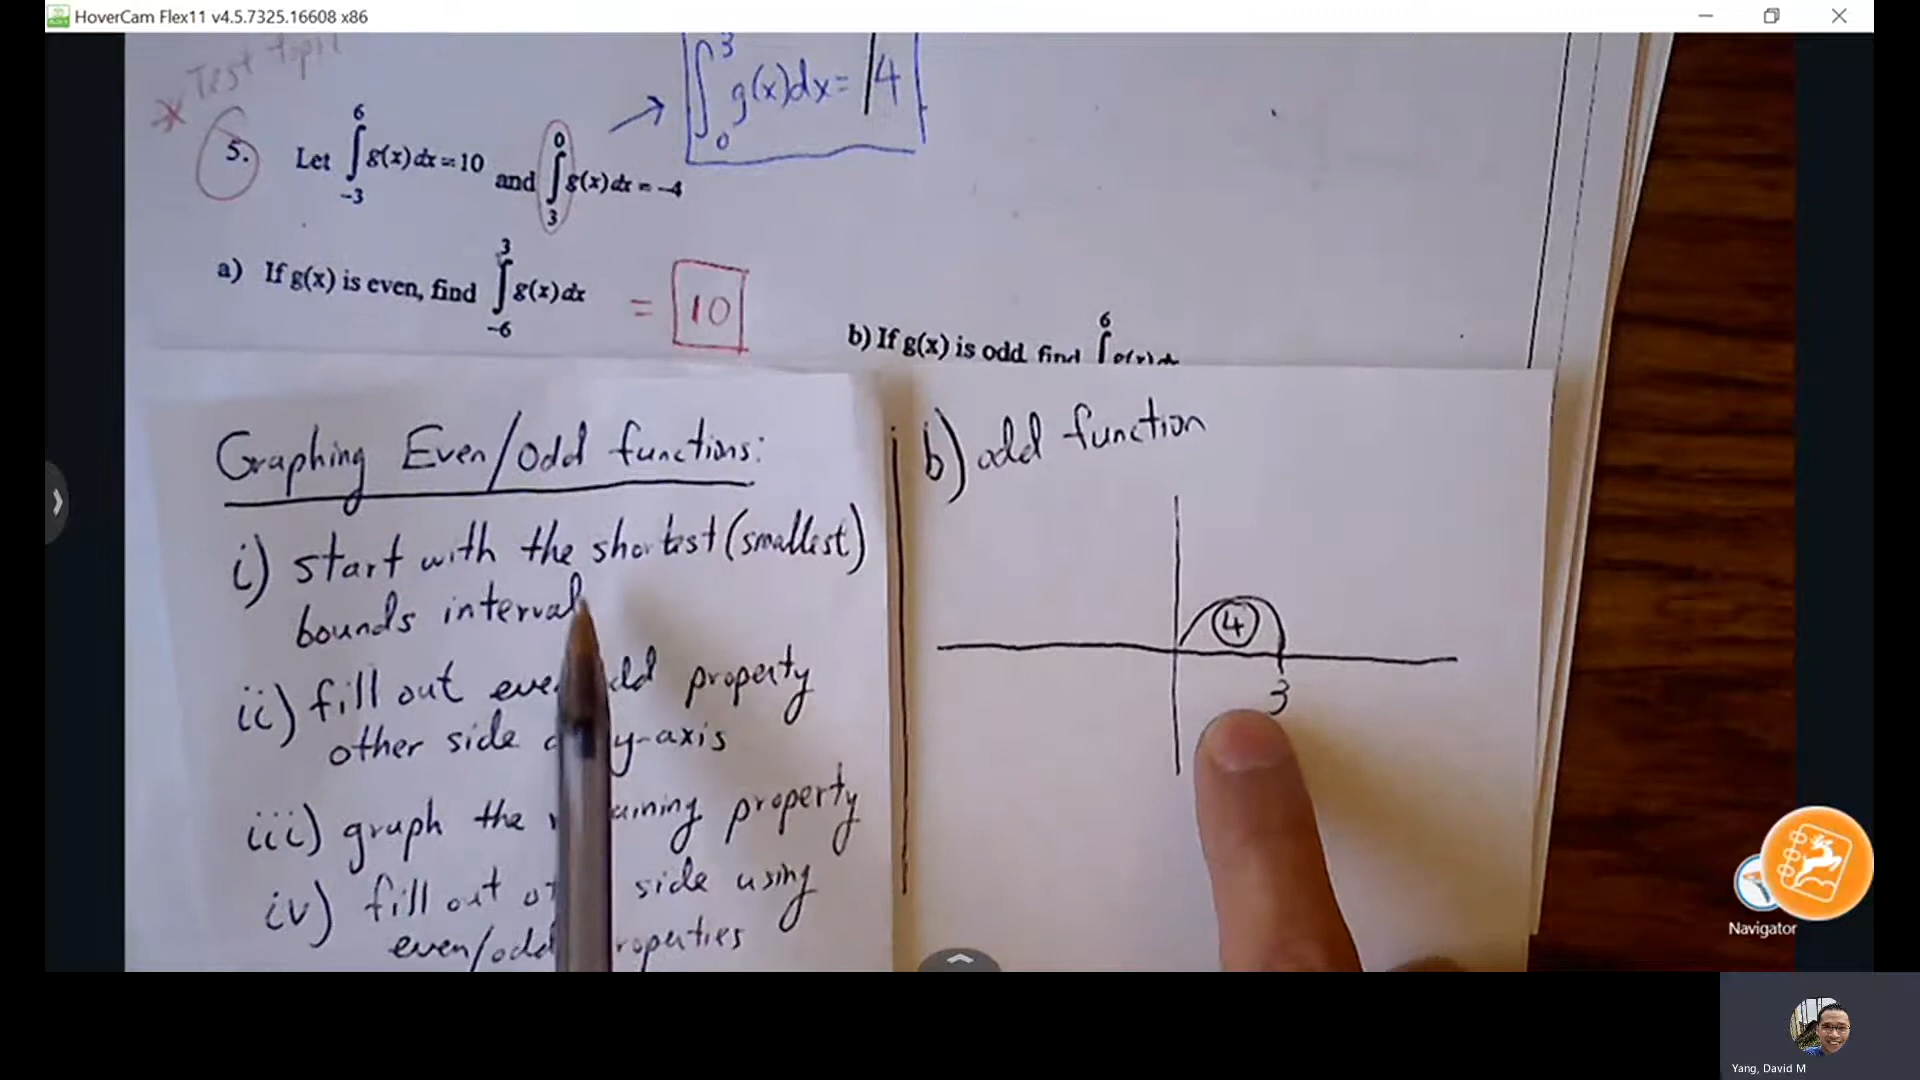 HoverCam Flex11 v4.5.7325.16608 x86
* Test topic
∫₀³ g(x)dx = 4
5. Let ∫₋₃⁶ g(x)dx = 10 and ∫₃⁰ g(x)dx = -4
a) If g(x) is even, find ∫₋₆³ g(x)dx = 10
b) If g(x) is odd, find
Graphing Even/Odd functions:
i) start with the shortest (smallest)
bounds interval
ii) fill out property
other side y-axis
iii) graph the property
iv) fill out side using
even/odd properties
b) odd function
4
3
Navigator
Yang, David M